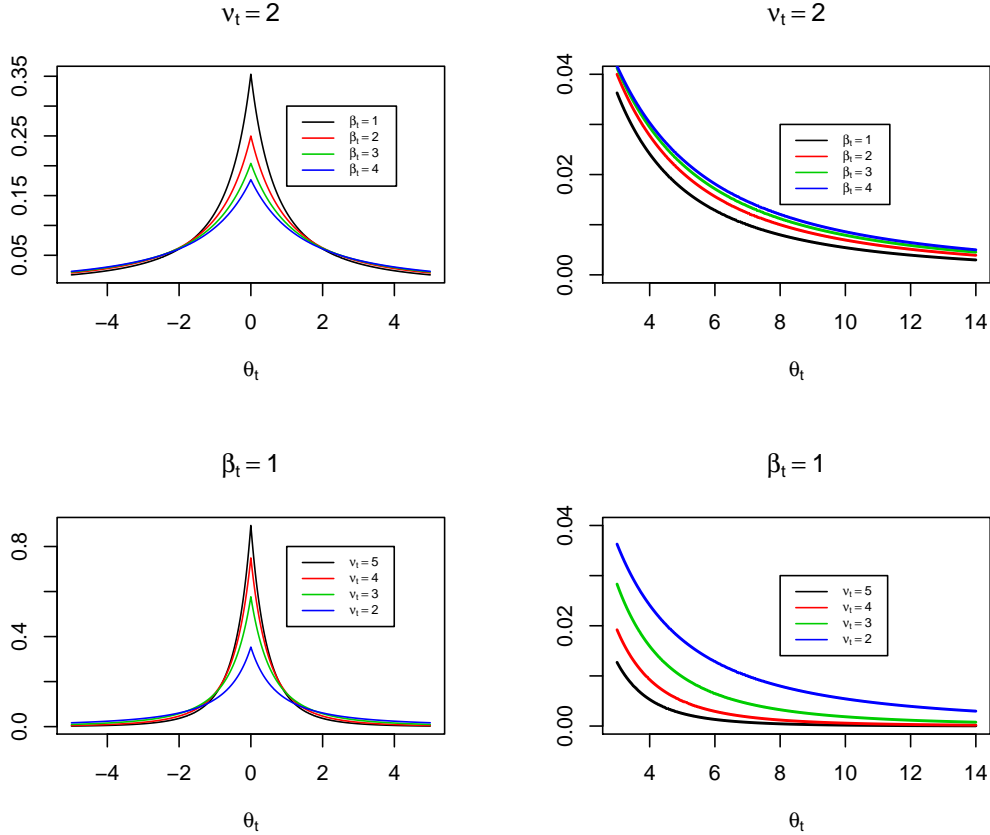 νt = 2
0.35
0.25
0.15
0.05
βt = 1
βt = 2
βt = 3
βt = 4
−4 −2 0 2 4
θt
νt = 2
0.04
0.02
0.00
βt = 1
βt = 2
βt = 3
βt = 4
4 6 8 10 12 14
θt
βt = 1
0.8
0.4
0.0
νt = 5
νt = 4
νt = 3
νt = 2
−4 −2 0 2 4
θt
βt = 1
0.04
0.02
0.00
νt = 5
νt = 4
νt = 3
νt = 2
4 6 8 10 12 14
θt